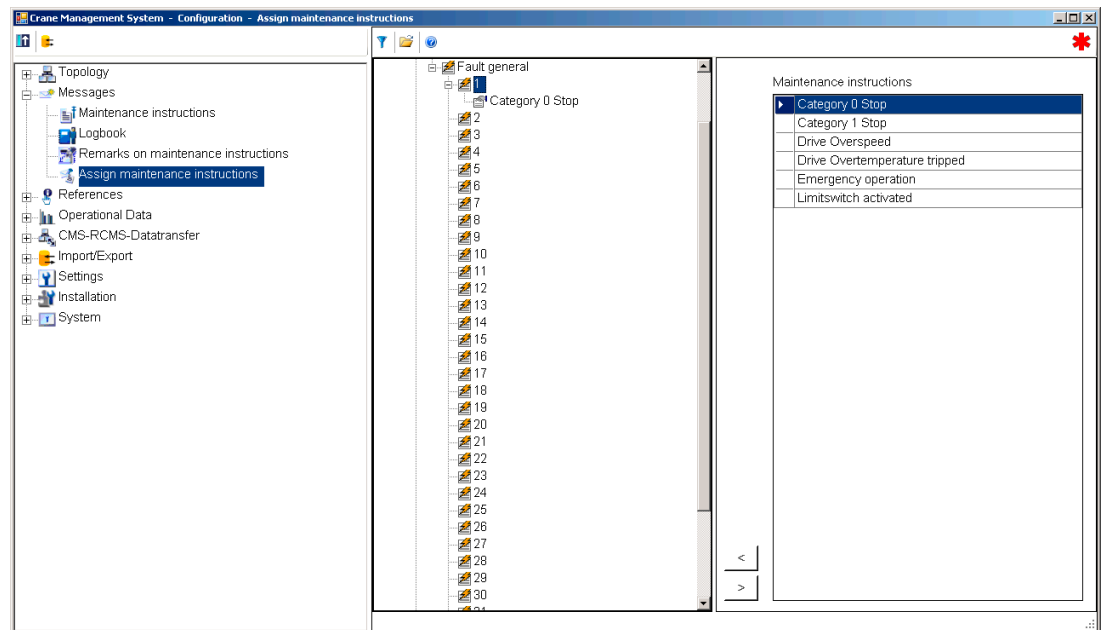 Crane Management System - Configuration - Assign maintenance instructions
Topology
Messages
Maintenance instructions
Logbook
Remarks on maintenance instructions
Assign maintenance instructions
References
Operational Data
CMS-RCMS-Datatransfer
Import/Export
Settings
Installation
System
Fault general
1
Category 0 Stop
2
3
4
5
6
7
8
9
10
11
12
13
14
15
16
17
18
19
20
21
22
23
24
25
26
27
28
29
30
<
>
Maintenance instructions
Category 0 Stop
Category 1 Stop
Drive Overspeed
Drive Overtemperature tripped
Emergency operation
Limitswitch activated